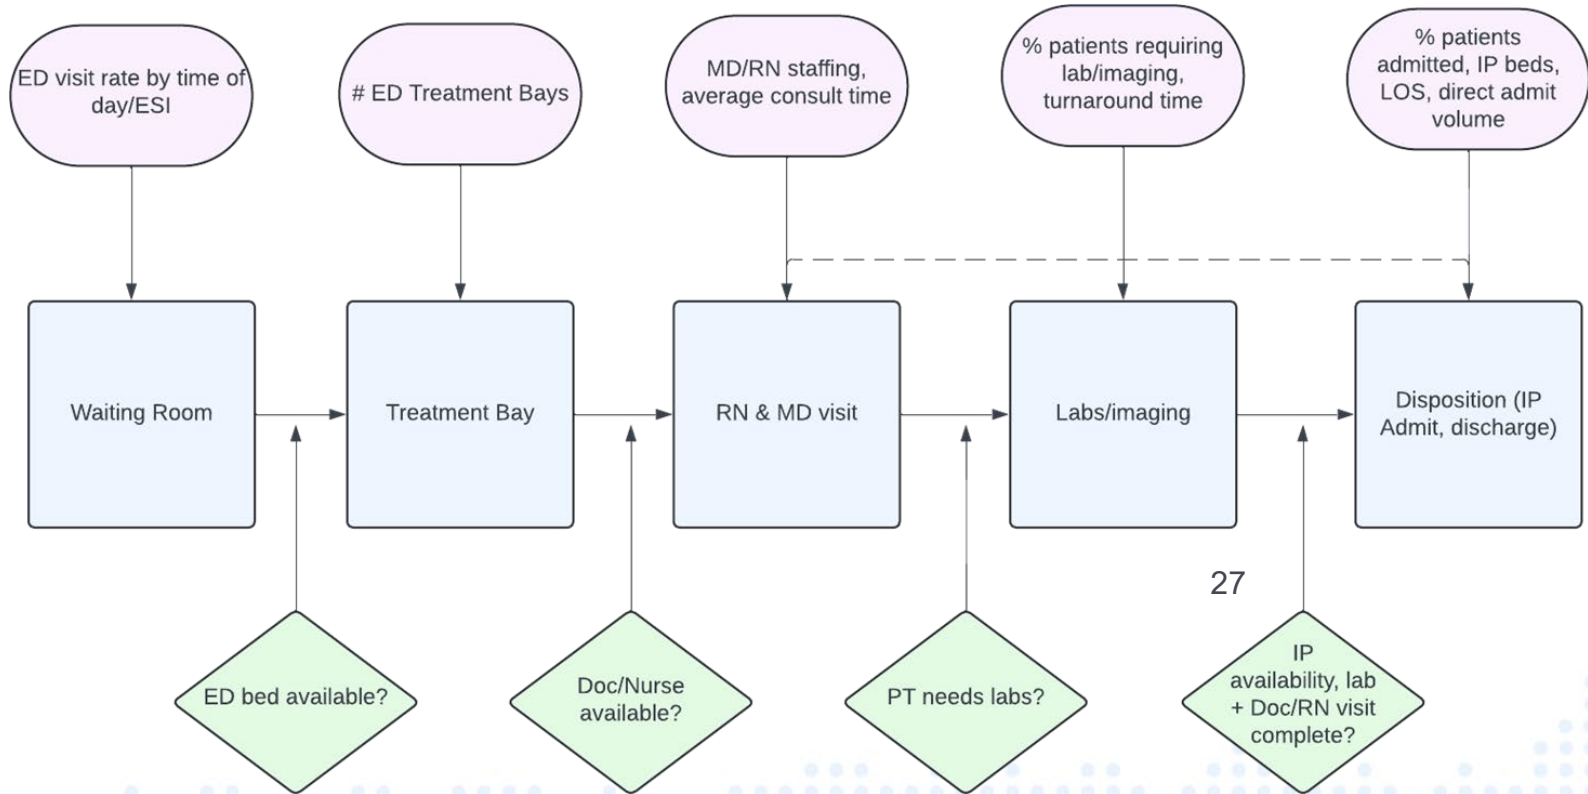 ED visit rate by time of
day/ESI
# ED Treatment Bays
MD/RN staffing,
average consult time
% patients requiring
lab/imaging,
turnaround time
% patients
admitted, IP beds,
LOS, direct admit
volume
Waiting Room
Treatment Bay
RN & MD visit
Labs/imaging
Disposition (IP
Admit, discharge)
27
ED bed available?
Doc/Nurse
available?
PT needs labs?
IP
availability, lab
+ Doc/RN visit
complete?